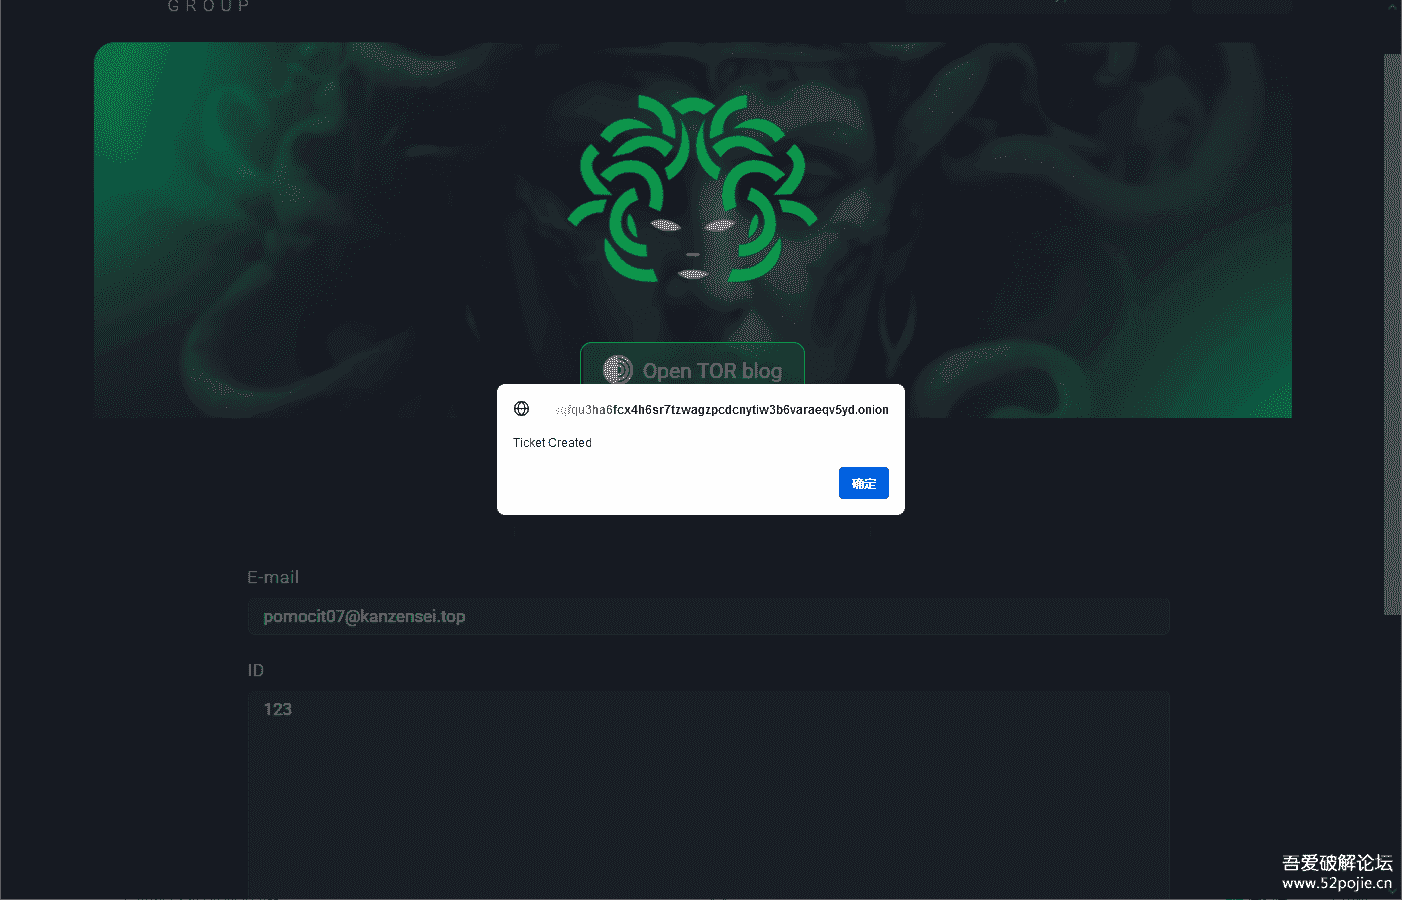 GROUP
Open TOR blog
sqfqu3ha6fcx4h6sr7tzwagzpcdcnytiw3b6varaeqv5yd.onion
Ticket Created
确定
E-mail
pomocit07@kanzensei.top
ID
123
吾爱破解论坛
www.52pojie.cn